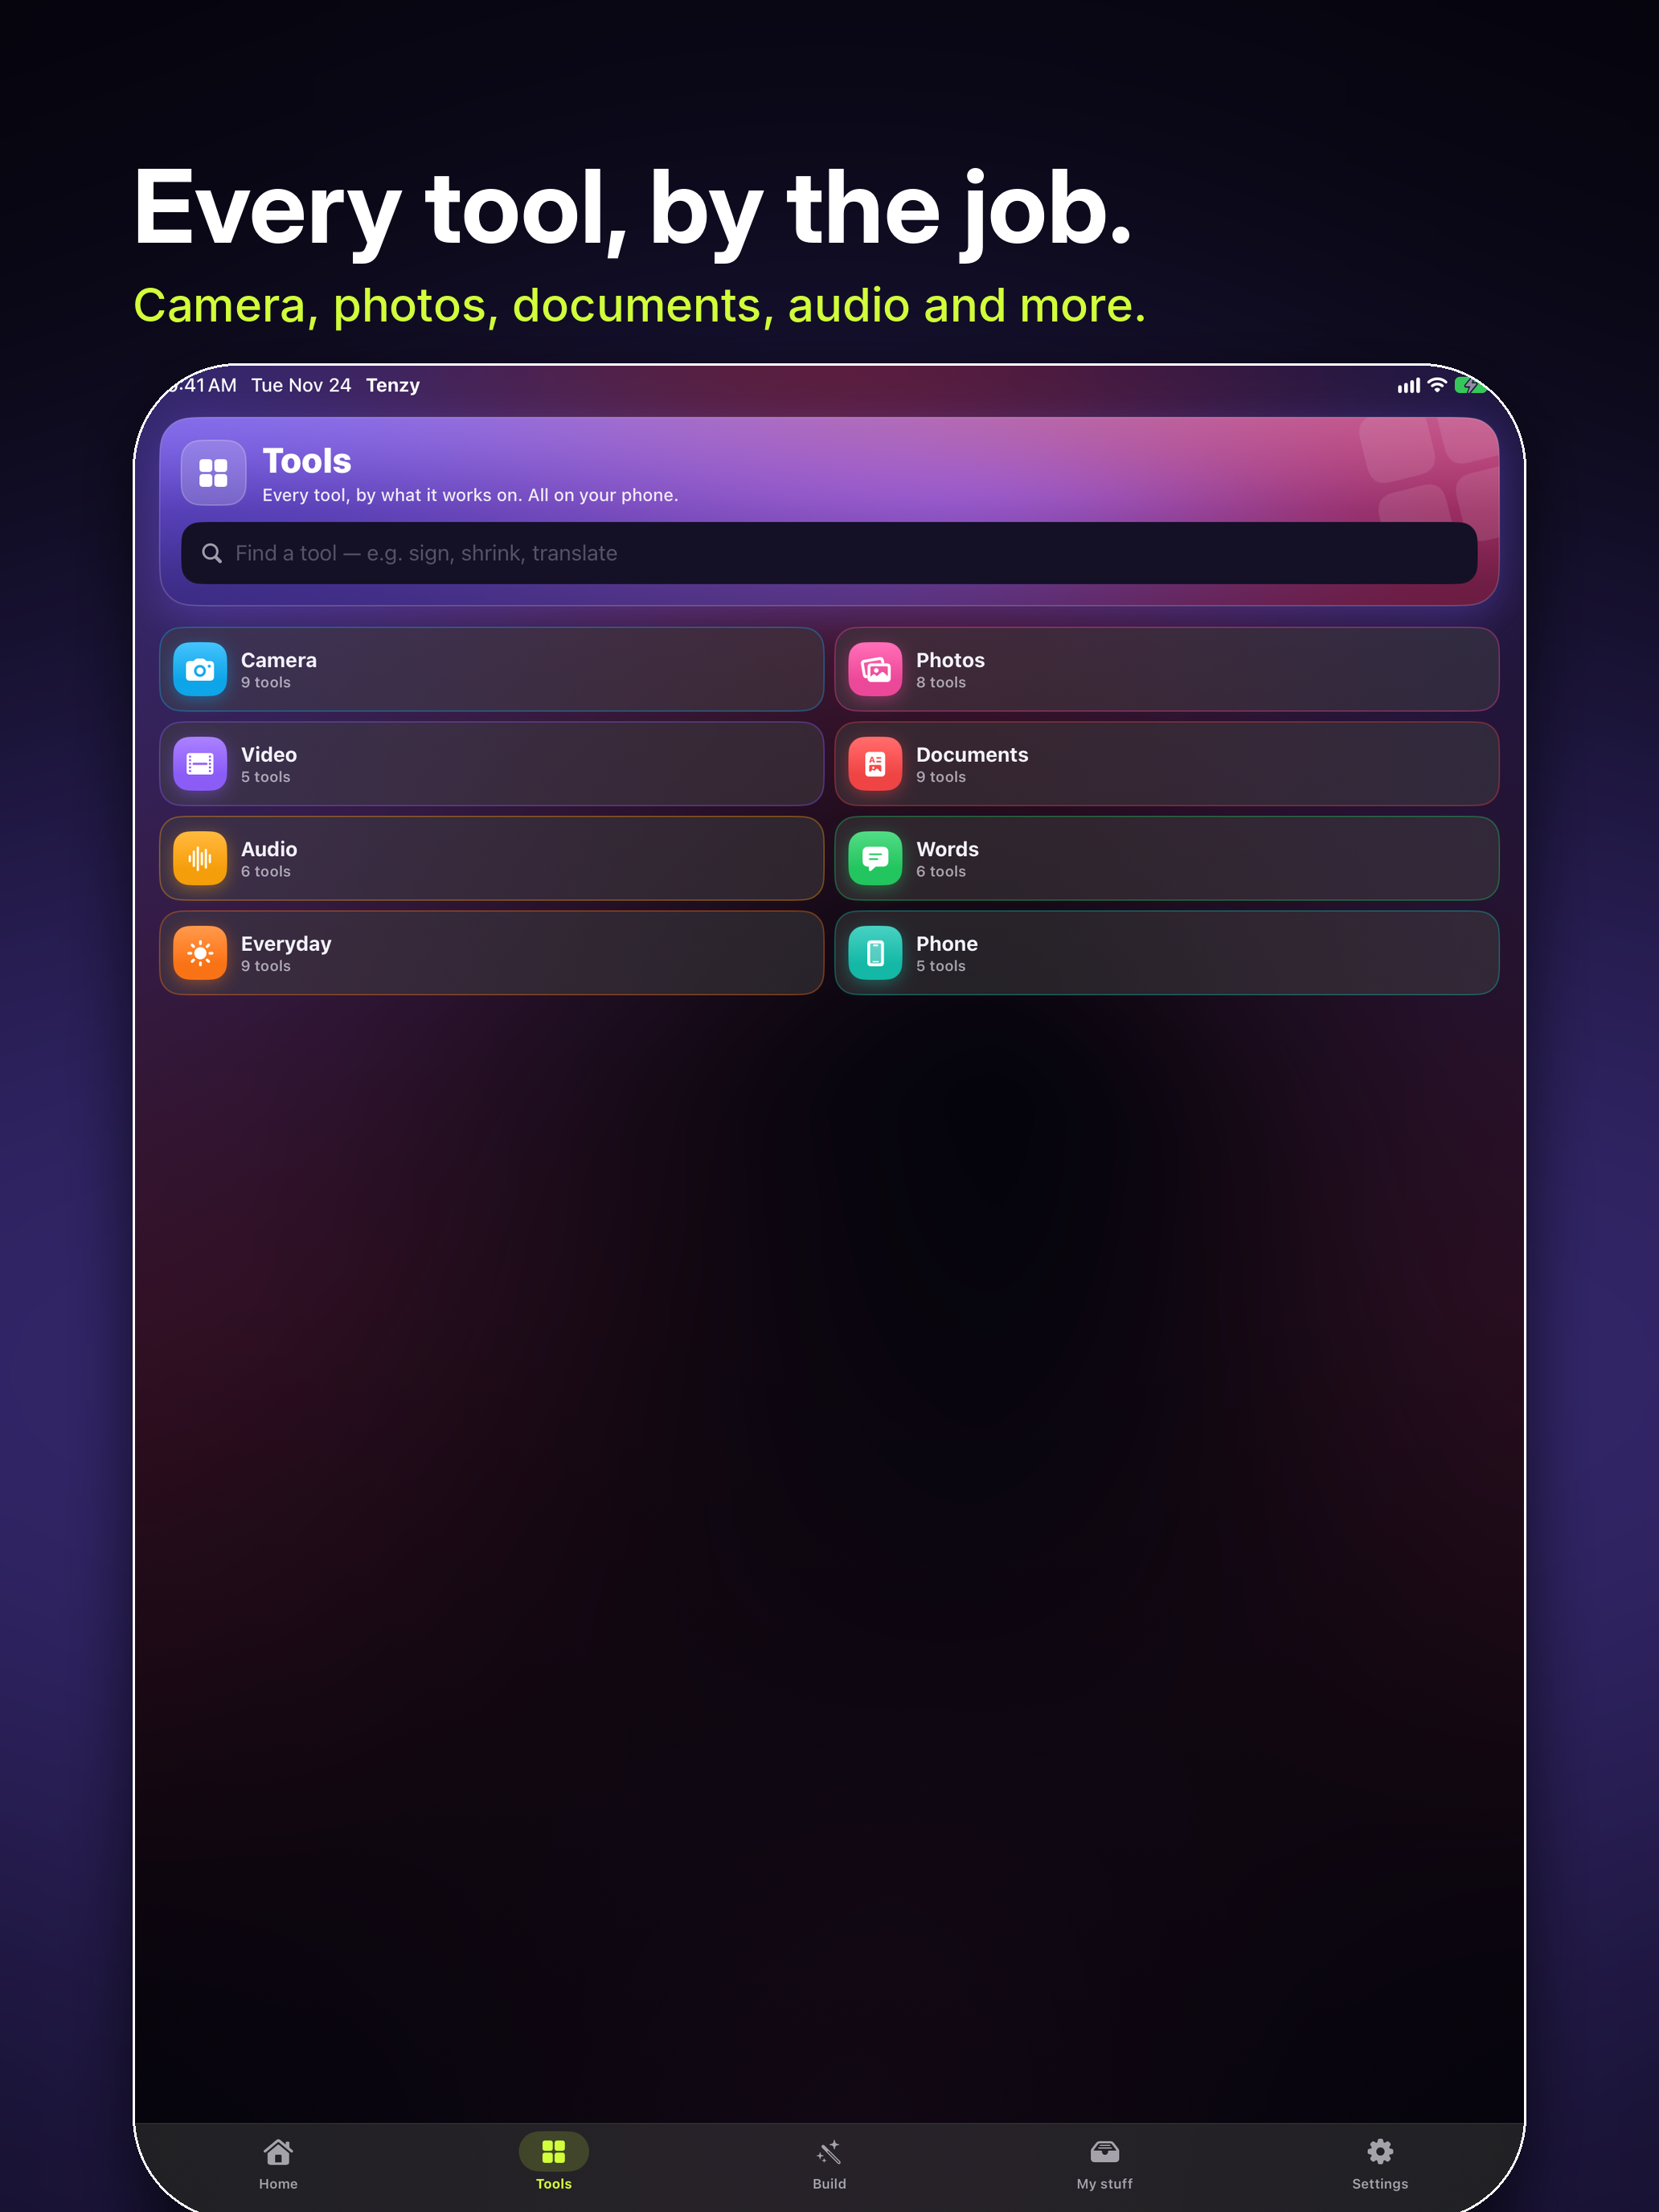 Every tool, by the job.
Camera, photos, documents, audio and more.
:41 AM Tue Nov 24 Tenzy
Tools
Every tool, by what it works on. All on your phone.
Find a tool — e.g. sign, shrink, translate
Camera
9 tools
Photos
8 tools
Video
5 tools
Documents
9 tools
Audio
6 tools
Words
6 tools
Everyday
9 tools
Phone
5 tools
Home
Tools
Build
My stuff
Settings